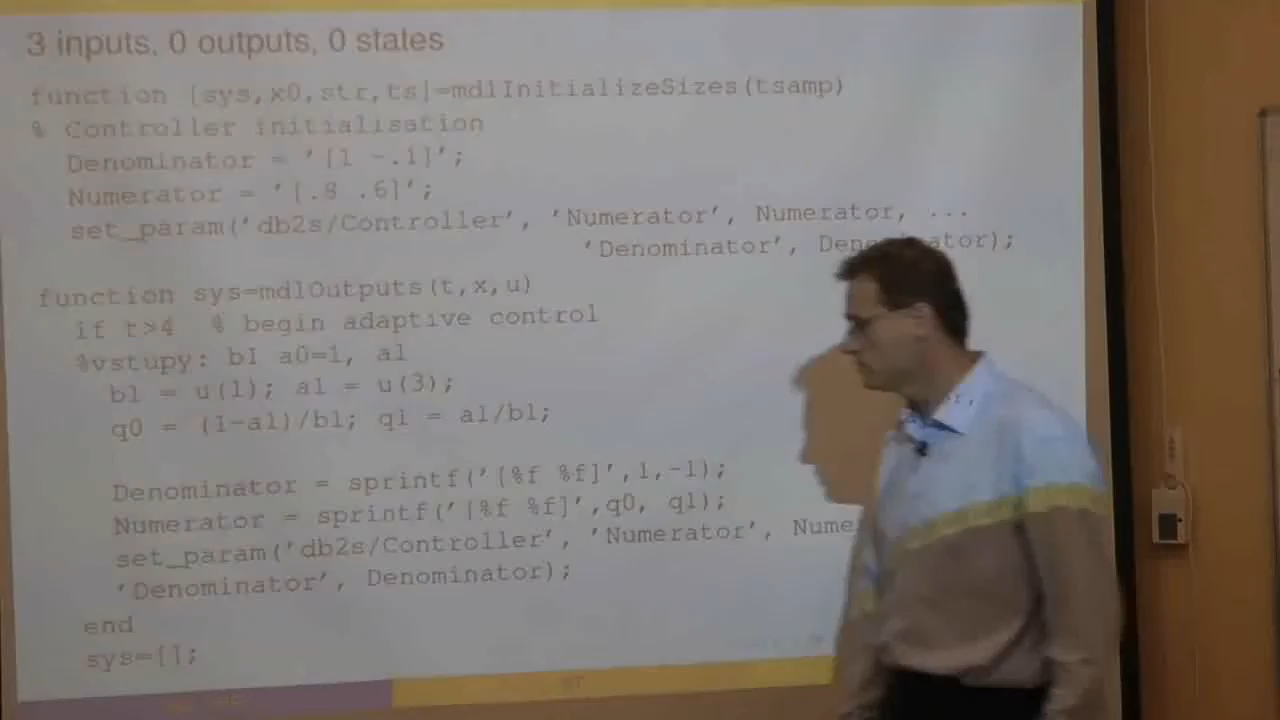 3 inputs, 0 outputs, 0 states
function [sys,x0,str,ts]=mdlInitializeSizes(tsamp)
% Controller initialisation
Denominator = '[1 -.1]';
Numerator = '[.8 .6]';
set_param('db2s/Controller', 'Numerator', Numerator, ...
'Denominator', Denominator);
function sys=mdlOutputs(t,x,u)
if t>4 % begin adaptive control
%vstupy: b1 a0=1, a1
b1 = u(1); a1 = u(3);
q0 = (1-a1)/b1; q1 = a1/b1;
Denominator = sprintf('[%f %f]',1,-1);
Numerator = sprintf('[%f %f]',q0, q1);
set_param('db2s/Controller', 'Numerator', Nume
'Denominator', Denominator);
end
sys=[];